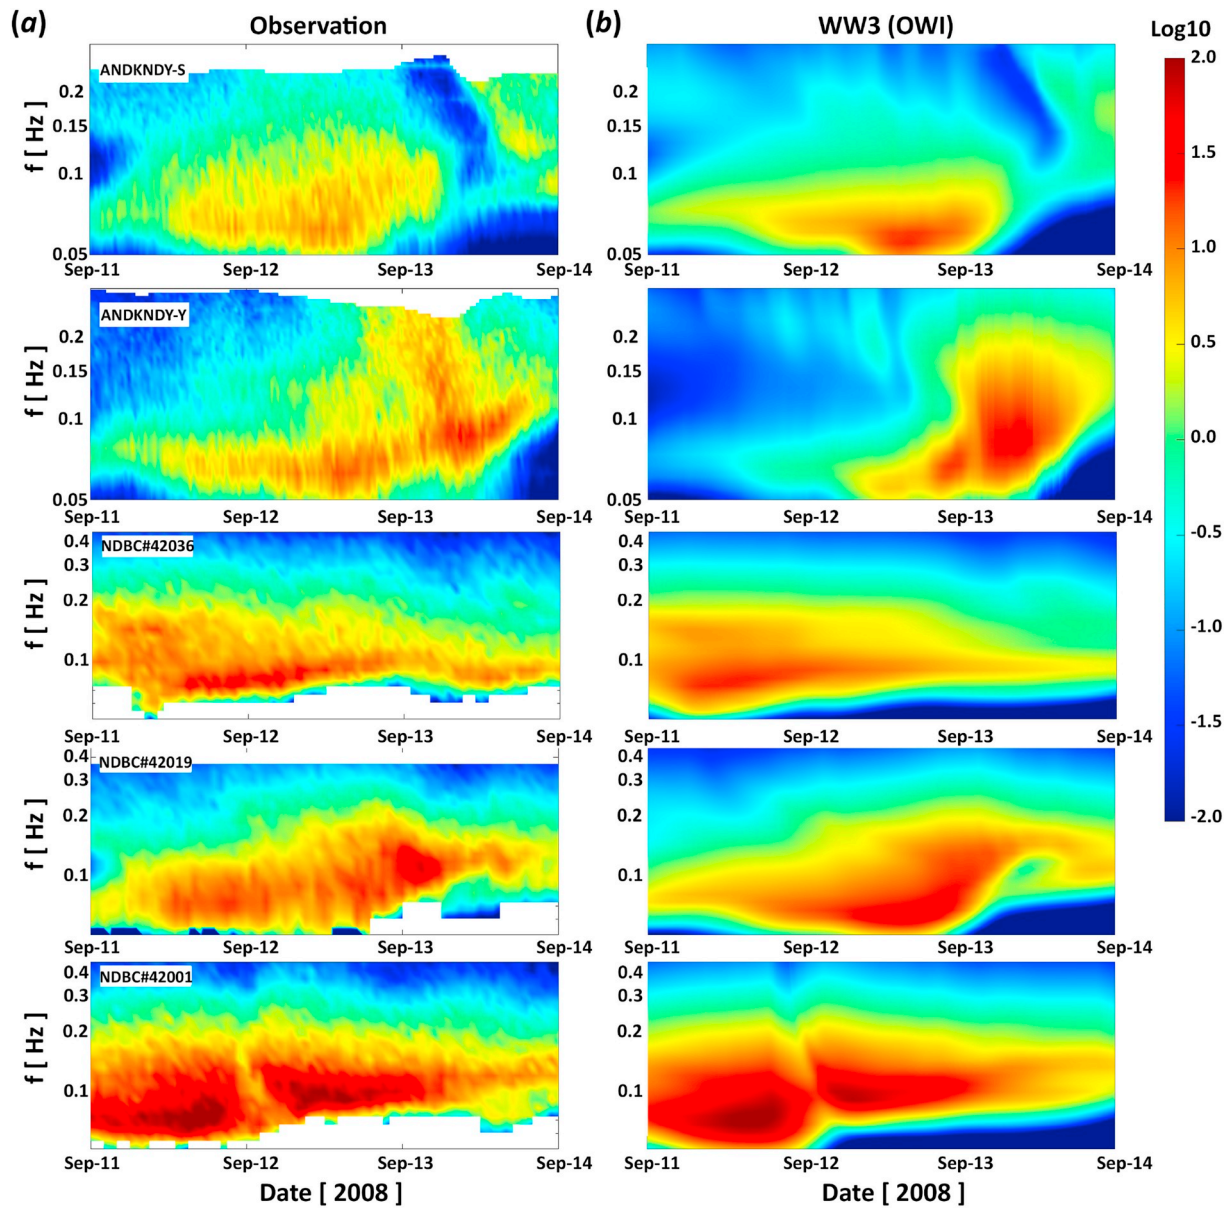 (a) Observation (b) WW3 (OWI) Log10
ANDKNDY-S
f [ Hz ]
0.2
0.15
0.1
0.05
Sep-11 Sep-12 Sep-13 Sep-14 Sep-11 Sep-12 Sep-13 Sep-14
ANDKNDY-Y
f [ Hz ]
0.2 0.2
0.15 0.15
0.1 0.1
0.05 0.05
Sep-11 Sep-12 Sep-13 Sep-14 Sep-11 Sep-12 Sep-13 Sep-14
NDBC#42036
f [ Hz ]
0.4 0.4
0.3 0.3
0.2 0.2
0.1 0.1
Sep-11 Sep-12 Sep-13 Sep-14 Sep-11 Sep-12 Sep-13 Sep-14
NDBC#42019
f [ Hz ]
0.4 0.4
0.3 0.3
0.2 0.2
0.1 0.1
Sep-11 Sep-12 Sep-13 Sep-14 Sep-11 Sep-12 Sep-13 Sep-14
NDBC#42001
f [ Hz ]
0.4 0.4
0.3 0.3
0.2 0.2
0.1 0.1
Sep-11 Sep-12 Sep-13 Sep-14 Sep-11 Sep-12 Sep-13 Sep-14
Date [ 2008 ] Date [ 2008 ]
0.2
0.15
0.1
0.05
2.0
1.5
1.0
0.5
0.0
-0.5
-1.0
-1.5
-2.0